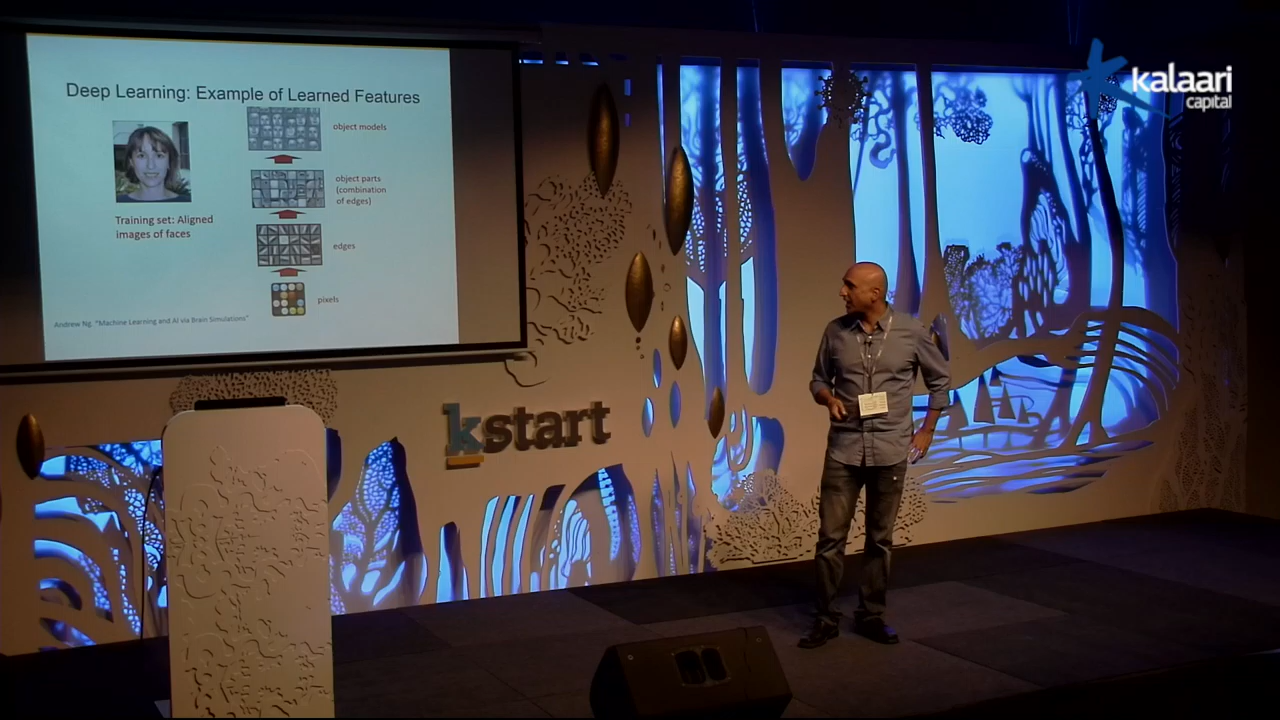 kalaari
capital
Deep Learning: Example of Learned Features
object models
object parts
(combination
of edges)
Training set: Aligned
images of faces
edges
pixels
Andrew Ng. "Machine Learning and AI via Brain Simulations"
kstart